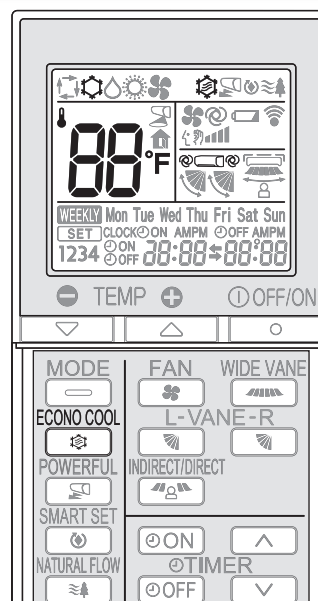 88°F
WEEKLY Mon Tue Wed Thu Fri Sat Sun
SET CLOCK ON AMPM OFF AMPM
1234 ON OFF 88:88 88:88
TEMP OFF/ON
MODE FAN WIDE VANE
ECONO COOL L-VANE-R
POWERFUL INDIRECT/DIRECT
SMART SET
ON
NATURAL FLOW TIMER
OFF